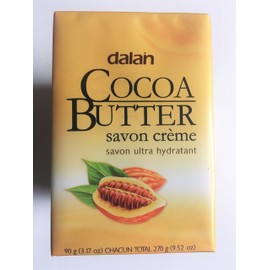 dalan
COCOA
BUTTER
savon crème
savon ultra hydratant
90 g (3.17 oz) CHACUN TOTAL 270 g (9.52 oz)